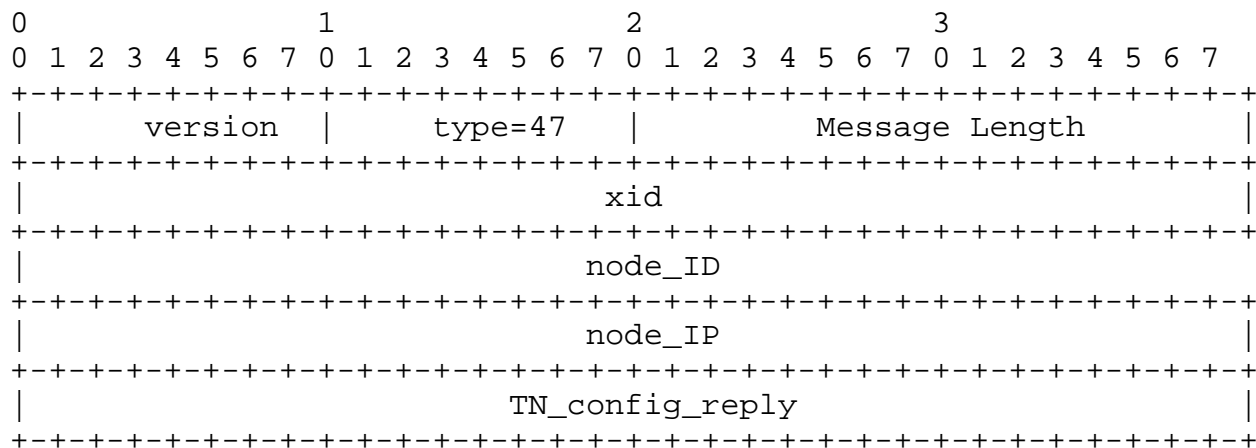 0                               1                               2                               3
0 1 2 3 4 5 6 7 0 1 2 3 4 5 6 7 0 1 2 3 4 5 6 7 0 1 2 3 4 5 6 7
+-+-+-+-+-+-+-+-+-+-+-+-+-+-+-+-+-+-+-+-+-+-+-+-+-+-+-+-+-+-+-+-+
|      version  |     type=47   |         Message Length        |
+-+-+-+-+-+-+-+-+-+-+-+-+-+-+-+-+-+-+-+-+-+-+-+-+-+-+-+-+-+-+-+-+
|                              xid                              |
+-+-+-+-+-+-+-+-+-+-+-+-+-+-+-+-+-+-+-+-+-+-+-+-+-+-+-+-+-+-+-+-+
|                             node_ID
+-+-+-+-+-+-+-+-+-+-+-+-+-+-+-+-+-+-+-+-+-+-+-+-+-+-+-+-+-+-+-+-+
|                             node_IP                           |
+-+-+-+-+-+-+-+-+-+-+-+-+-+-+-+-+-+-+-+-+-+-+-+-+-+-+-+-+-+-+-+-+
|                         TN_config_reply                       |
+-+-+-+-+-+-+-+-+-+-+-+-+-+-+-+-+-+-+-+-+-+-+-+-+-+-+-+-+-+-+-+-+